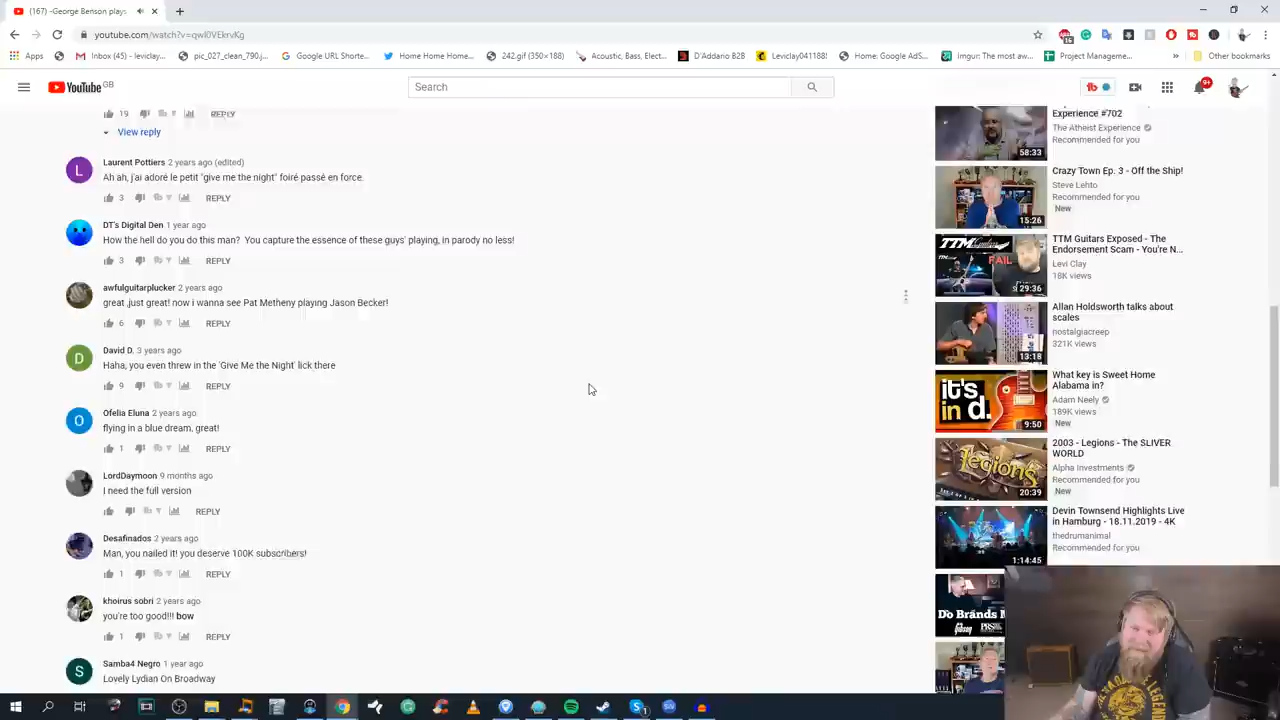 (167) -George Benson plays
youtube.com/watch?v=qwl0VEkrvKg
Apps
Inbox (45) - leviclay...
pic_027_clean_790.j...
Google URL Shorte...
Home Home Home...
242.gif (350×188)
Acoustic, Bass, Elect...
D'Addario B2B
Leviclay041188!
Home: Google AdS...
Imgur: The most aw...
Project Manageme...
»
Other bookmarks
YouTube GB
Search
9+
19
REPLY
View reply
Laurent Pottiers 2 years ago (edited)
Ah ah, j'ai adoré le petit "give me the night" foiré passé en force.
3
REPLY
DT's Digital Den 1 year ago
How the hell do you do this man? You capture the essence of these guys' playing, in parody no less!
3
REPLY
awfulguitarplucker 2 years ago
great ,just great! now i wanna see Pat Metheny playing Jason Becker!
6
REPLY
David D. 3 years ago
Haha, you even threw in the 'Give Me the Night' lick there
9
REPLY
Ofelia Eluna 2 years ago
flying in a blue dream, great!
1
REPLY
LordDaymoon 9 months ago
I need the full version
REPLY
Desafinados 2 years ago
Man, you nailed it! you deserve 100K subscribers!
1
REPLY
khoirus sobri 2 years ago
you're too good!!! bow
1
REPLY
Samba4 Negro 1 year ago
Lovely Lydian On Broadway
Experience #702
The Atheist Experience
Recommended for you
58:33
Crazy Town Ep. 3 - Off the Ship!
Steve Lehto
Recommended for you
New
15:26
TTM Guitars Exposed - The
Endorsement Scam - You're N...
Levi Clay
18K views
TTM Guitars
FAIL
29:36
Allan Holdsworth talks about
scales
nostalgiacreep
321K views
13:18
What key is Sweet Home
Alabama in?
Adam Neely
189K views
New
it's
in d.
9:50
2003 - Legions - The SLIVER
WORLD
Alpha Investments
Recommended for you
New
Legions
20:39
Devin Townsend Highlights Live
in Hamburg - 18.11.2019 - 4K
thedrumanimal
Recommended for you
1:14:45
Do Brands
Gibson
PRS